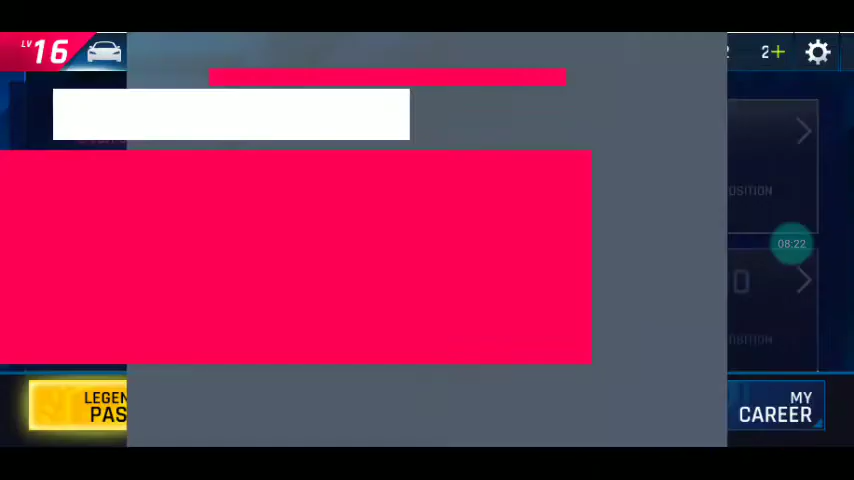 LV 16
2+
OSITION
08:22
OSITION
LEGEN
PAS
MY
CAREER